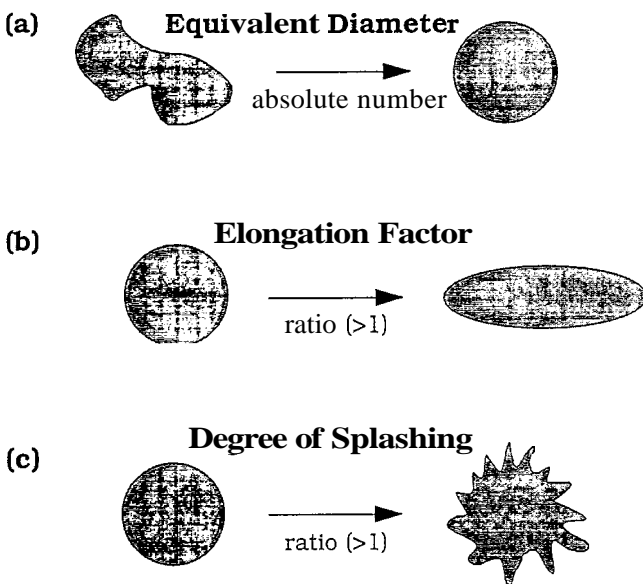 (a) Equivalent Diameter
absolute number
(b) Elongation Factor
ratio (>1)
(c) Degree of Splashing
ratio (>1)